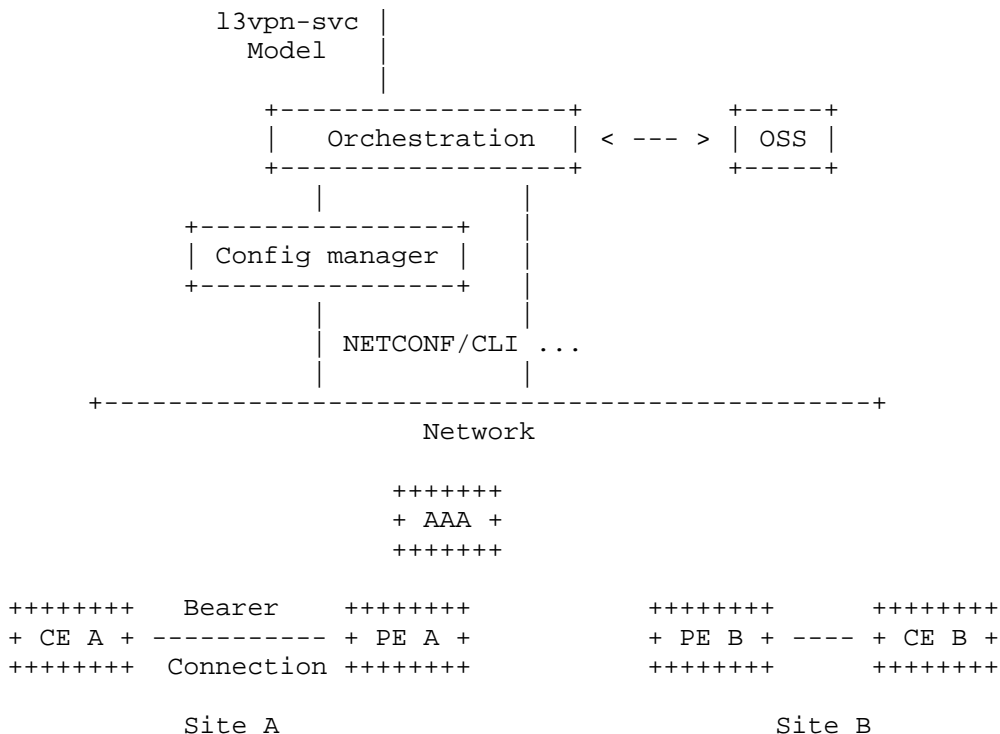 l3vpn-svc
Model
Orchestration < --- > OSS
Config manager
NETCONF/CLI ...
Network
AAA
Bearer
CE A ----------- PE A PE B ---- CE B
Connection
Site A Site B